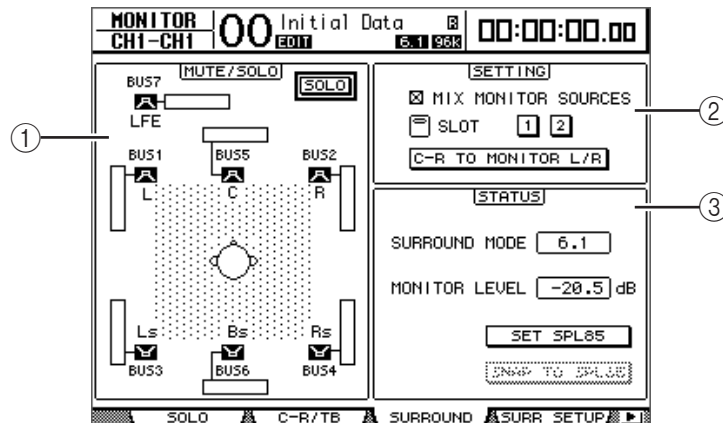 MONITOR
CH1-CH1
00 Initial Data
EDIT
R
6.1 96k
00:00:00.00
MUTE/SOLO
SOLO
BUS7
LFE
BUS1 BUS5 BUS2
L C R
Ls Bs Rs
BUS3 BUS6 BUS4
1
SETTING
MIX MONITOR SOURCES
SLOT 1 2
C-R TO MONITOR L/R
2
STATUS
SURROUND MODE 6.1
MONITOR LEVEL -20.5 dB
SET SPL85
SNAP TO SPL85
3
SOLO C-R/TB SURROUND SURR SETUP